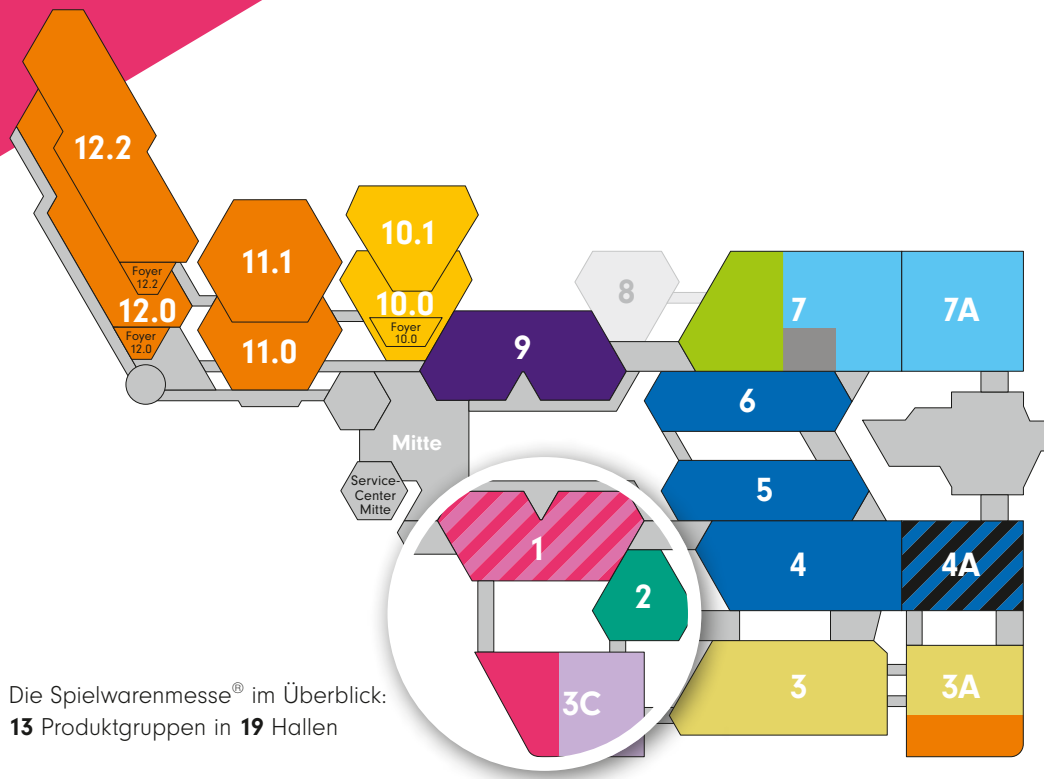 12.2
11.1
10.1
Foyer
12.2
12.0
Foyer
12.0
11.0
10.0
Foyer
10.0
9
8
7
7A
6
Mitte
Service-
Center
Mitte
5
1
2
4
4A
3C
3
3A
Die Spielwarenmesse® im Überblick:
13 Produktgruppen in 19 Hallen